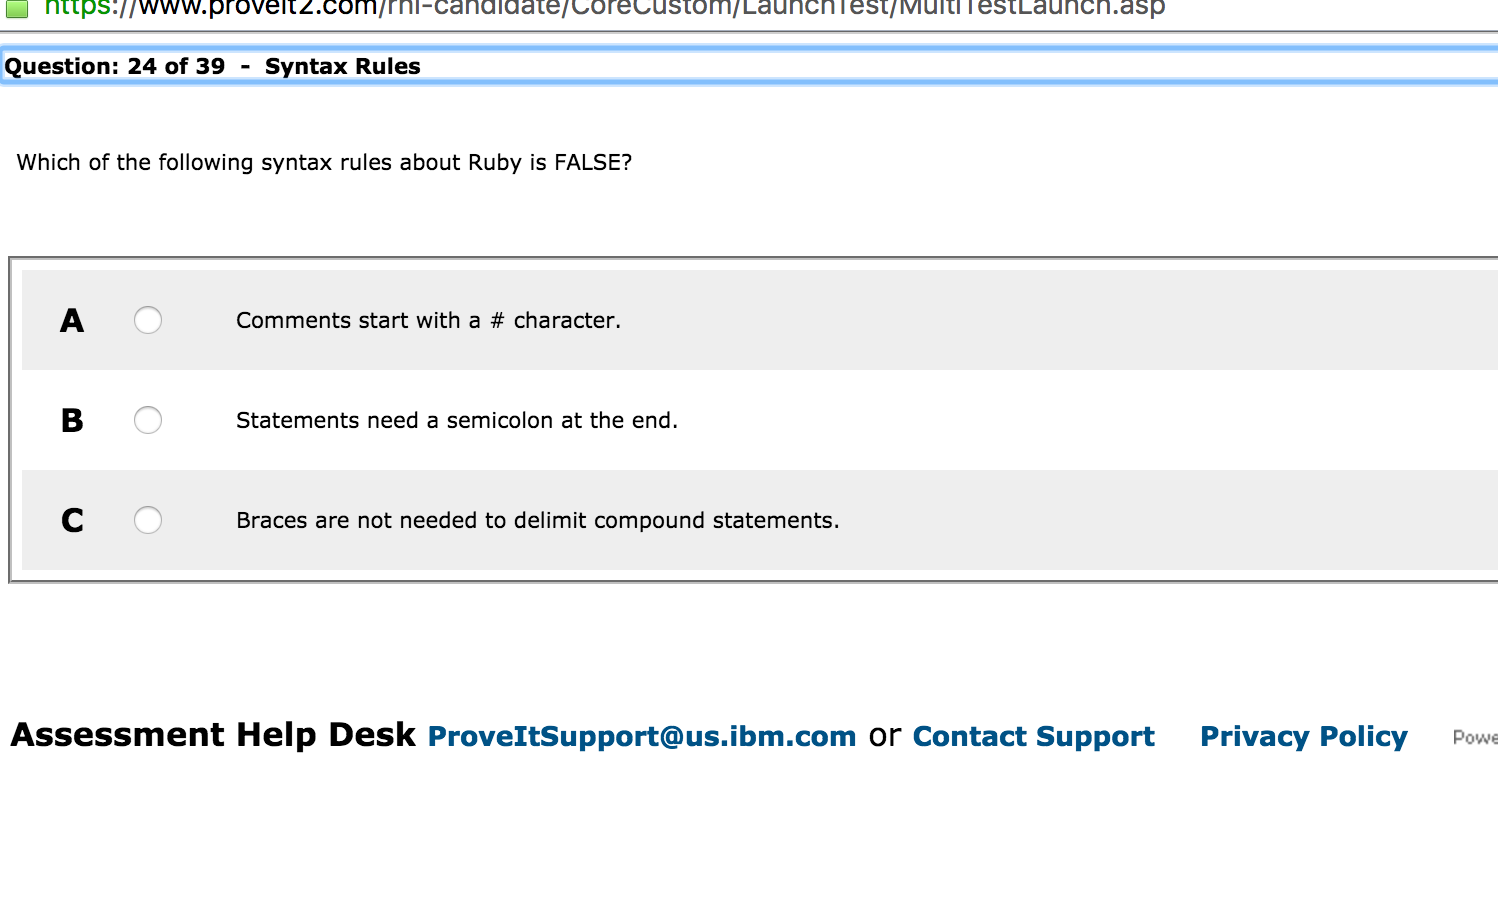 https://www.proveit2.com/rhi-candidate/CoreCustom/LaunchTest/MultiTestLaunch.asp
Question: 24 of 39 - Syntax Rules
Which of the following syntax rules about Ruby is FALSE?
A Comments start with a # character.
B Statements need a semicolon at the end.
C Braces are not needed to delimit compound statements.
Assessment Help Desk ProveItSupport@us.ibm.com or Contact Support Privacy Policy Powe